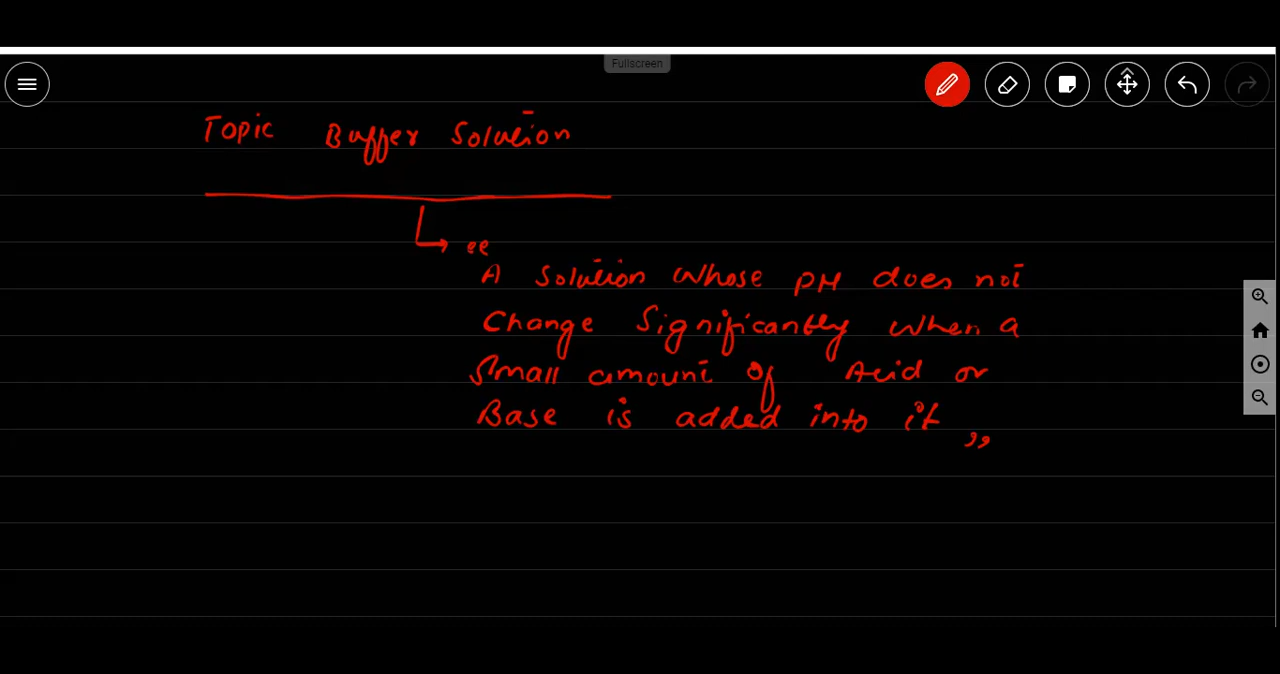 Fullscreen
Topic Buffer Solution
"
A Solution whose pH does not
Change Significantly when a
Small amount of Acid or
Base is added into it "